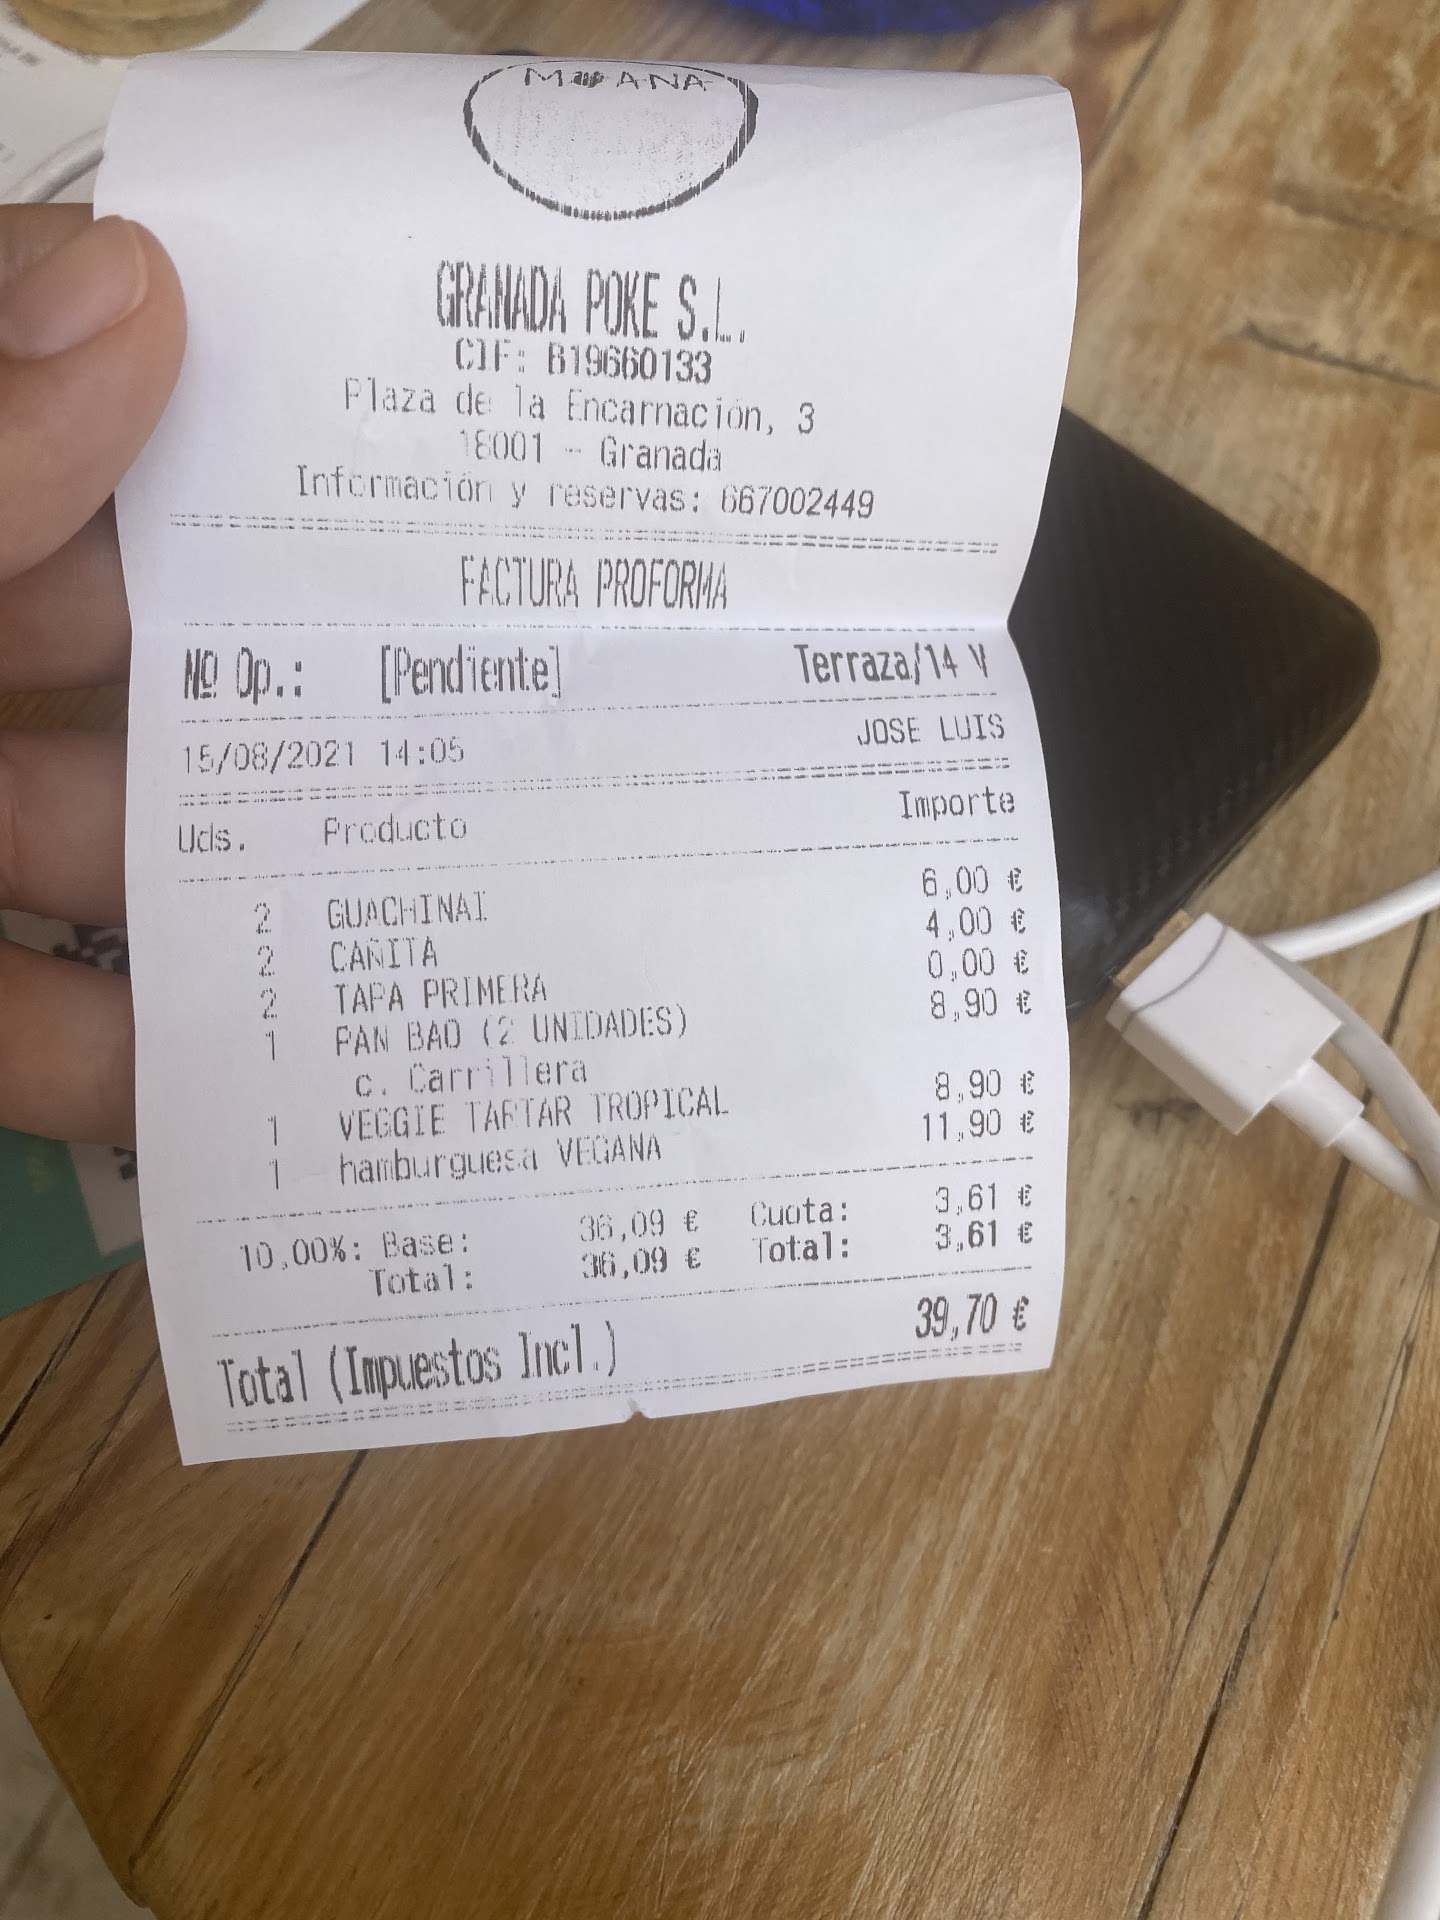 GRANADA POKE S.L.
CIF: B19660133
Plaza de la Encarnación, 3
18001 - Granada
Información y reservas: 667002449
FACTURA PROFORMA
Nº Op.: [Pendiente] Terraza/14 V
15/08/2021 14:05 JOSE LUIS
Uds. Producto Importe
2 GUACHINAI 6,00 €
2 CAÑITA 4,00 €
2 TAPA PRIMERA 0,00 €
1 PAN BAO (2 UNIDADES) 8,90 €
c. Carrillera
1 VEGGIE TARTAR TROPICAL 8,90 €
1 hamburguesa VEGANA 11,90 €
10,00%: Base: 36,09 € Cuota: 3,61 €
Total: 36,09 € Total: 3,61 €
Total (Impuestos Incl.) 39,70 €